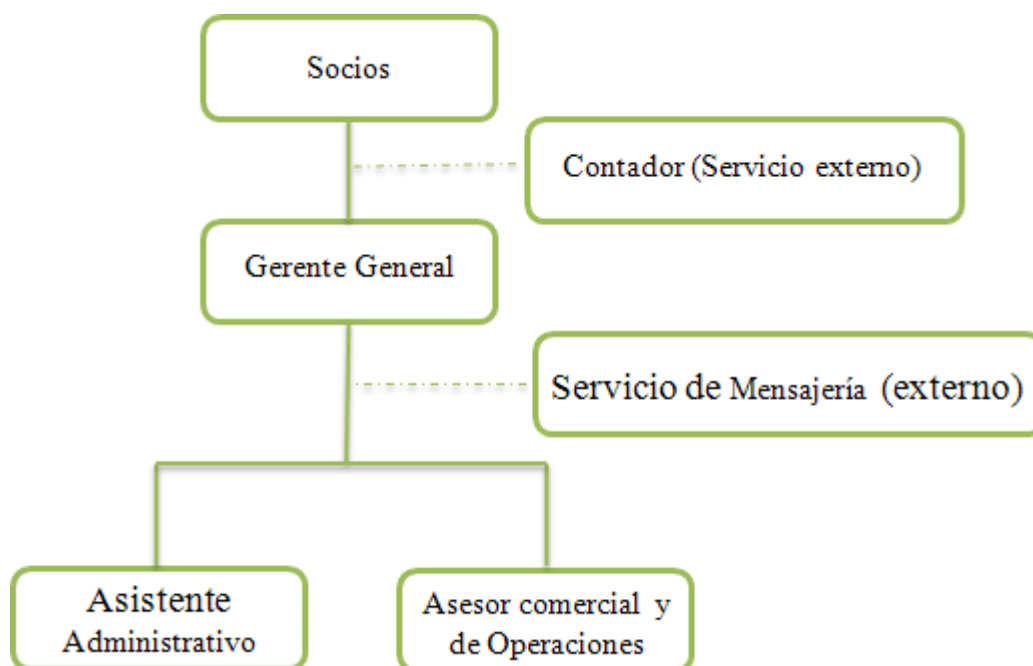 Socios
Contador (Servicio externo)
Gerente General
Servicio de Mensajería (externo)
Asistente
Administrativo
Asesor comercial y
de Operaciones